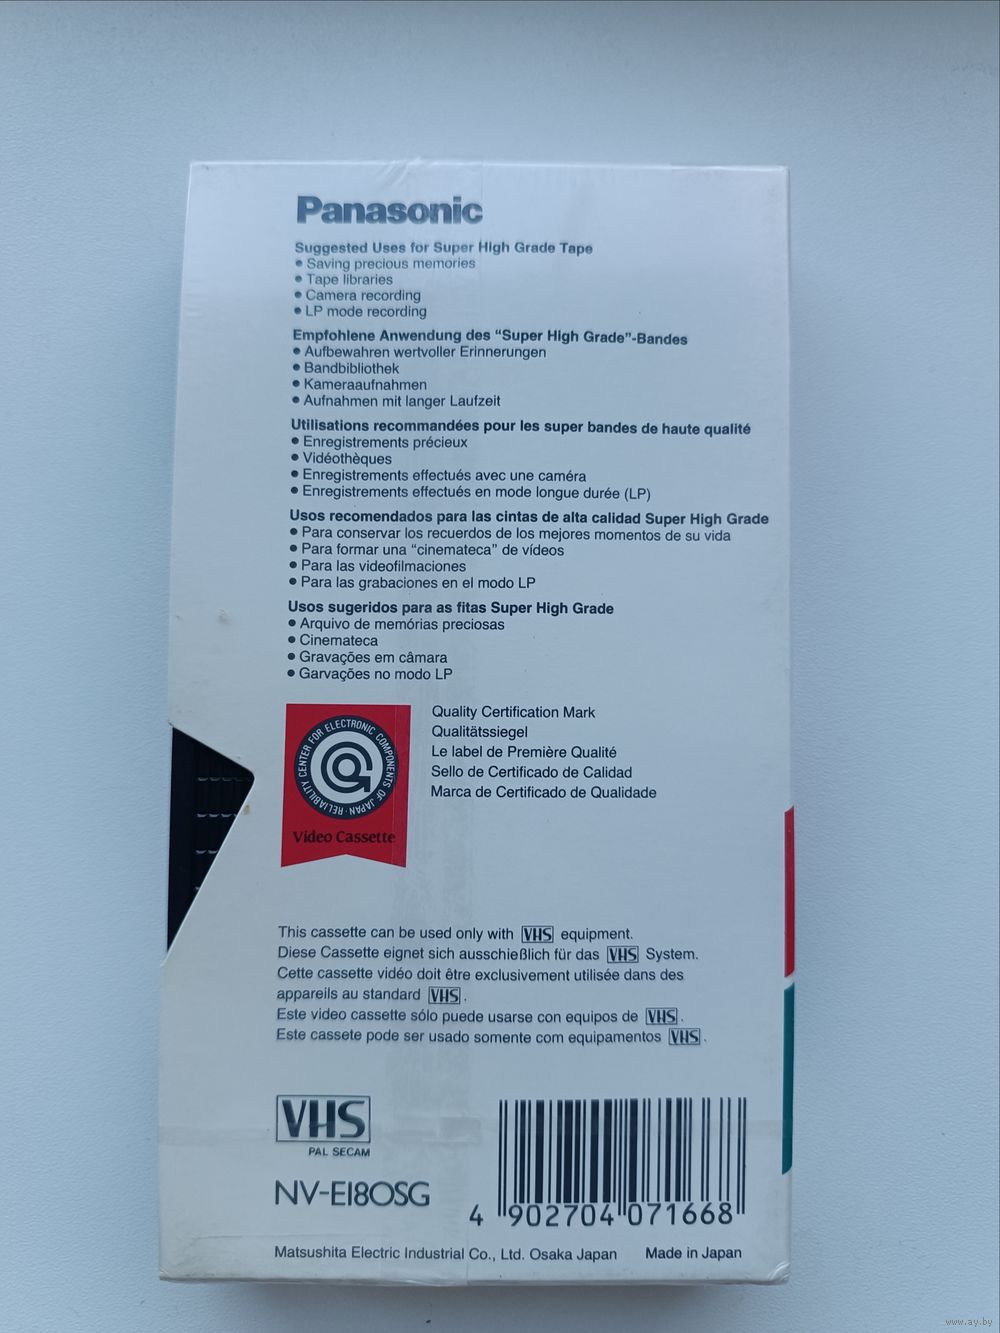 Panasonic
Suggested Uses for Super High Grade Tape
• Saving precious memories
• Tape libraries
• Camera recording
• LP mode recording
Empfohlene Anwendung des “Super High Grade”-Bandes
• Aufbewahren wertvoller Erinnerungen
• Bandbibliothek
• Kameraaufnahmen
• Aufnahmen mit langer Laufzeit
Utilisations recommandées pour les super bandes de haute qualité
• Enregistrements précieux
• Vidéothèques
• Enregistrements effectués avec une caméra
• Enregistrements effectués en mode longue durée (LP)
Usos recomendados para las cintas de alta calidad Super High Grade
• Para conservar los recuerdos de los mejores momentos de su vida
• Para formar una “cinemateca” de vídeos
• Para las videofilmaciones
• Para las grabaciones en el modo LP
Usos sugeridos para as fitas Super High Grade
• Arquivo de memórias preciosas
• Cinemateca
• Gravações em câmara
• Garvações no modo LP
RELIABILITY CENTER FOR ELECTRONIC COMPONENTS OF JAPAN
Video Cassette
Quality Certification Mark
Qualitätssiegel
Le label de Première Qualité
Sello de Certificado de Calidad
Marca de Certificado de Qualidade
This cassette can be used only with VHS equipment.
Diese Cassette eignet sich ausschießlich für das VHS System.
Cette cassette vidéo doit être exclusivement utilisée dans des
appareils au standard VHS.
Este video cassette sólo puede usarse con equipos de VHS.
Este cassete pode ser usado somente com equipamentos VHS.
VHS
PAL SECAM
NV-E180SG
4 902704 071668
Matsushita Electric Industrial Co., Ltd. Osaka Japan Made in Japan
www.ay.by